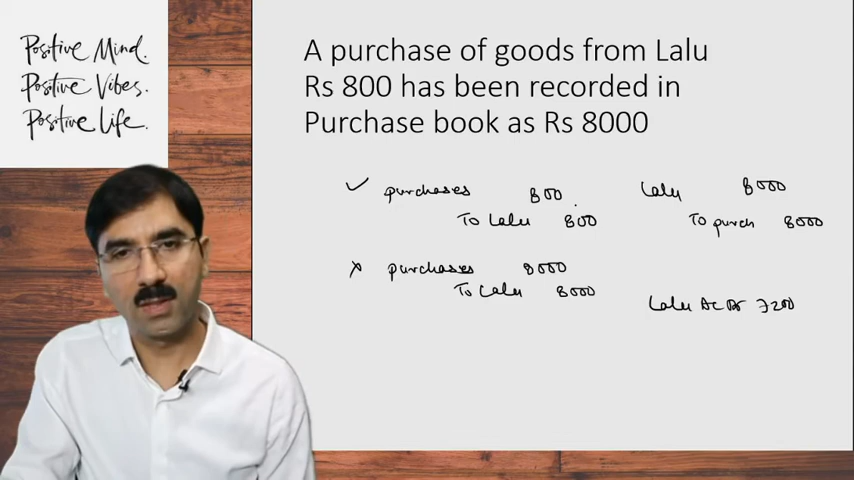 Positive Mind.
Positive Vibes.
Positive Life.
A purchase of goods from Lalu
Rs 800 has been recorded in
Purchase book as Rs 8000
✓ purchases 800
To Lalu 800
x purchases 8000
To Lalu 8000
Lalu 8000
To purch 8000
Lalu Ac Dr 7200